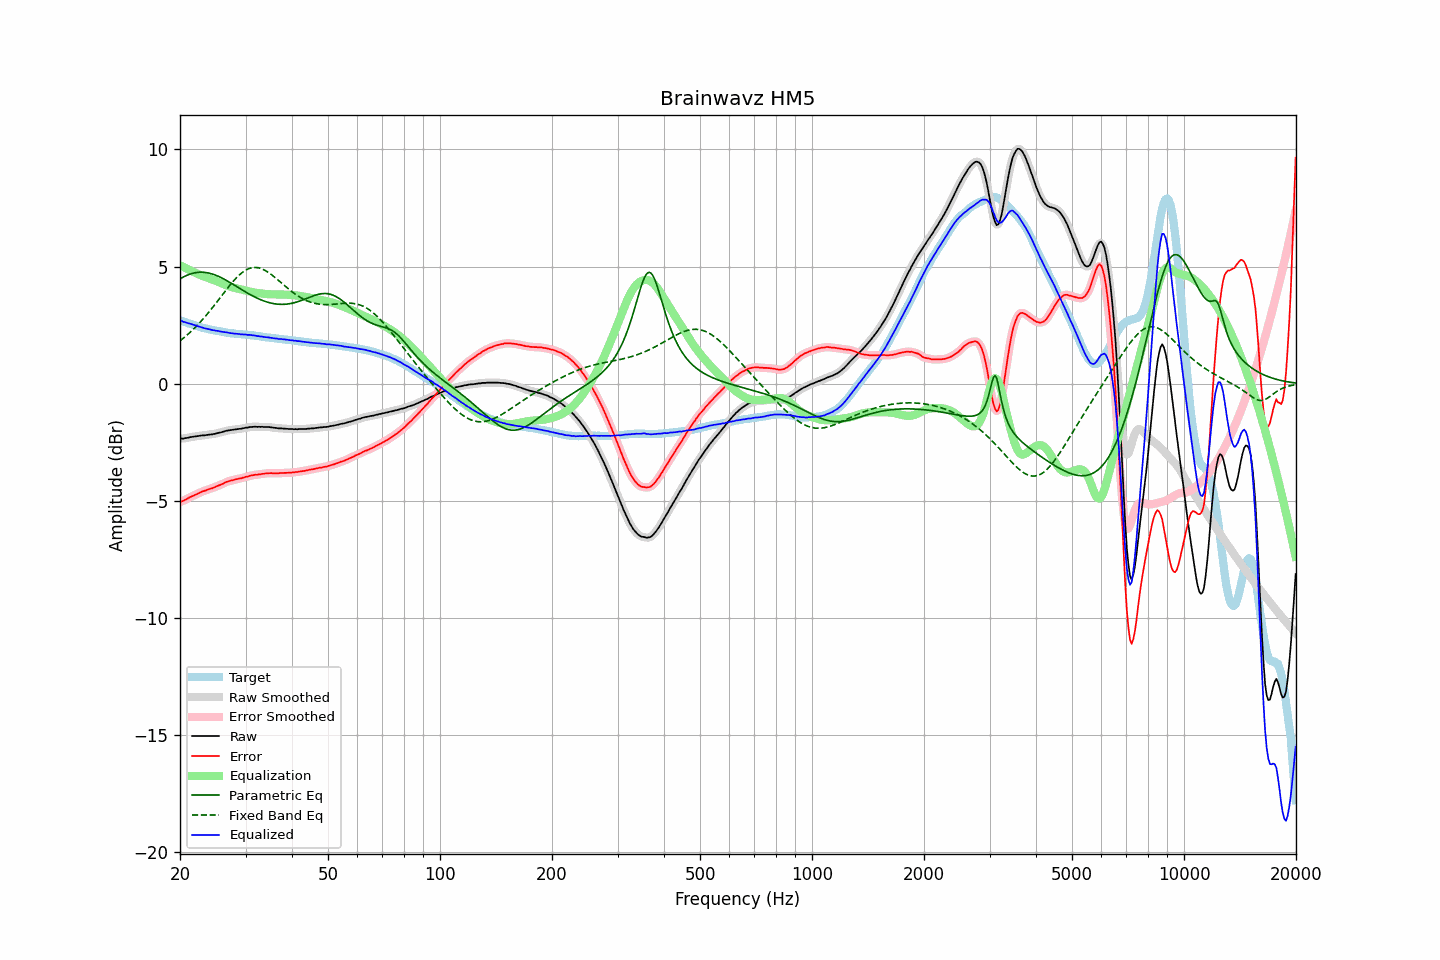 Brainwavz HM5
10
5
0
−5
−10
−15
−20
Amplitude (dBr)
Target
Raw Smoothed
Error Smoothed
Raw
Error
Equalization
Parametric Eq
Fixed Band Eq
Equalized
20 50 100 200 500 1000 2000 5000 10000 20000
Frequency (Hz)